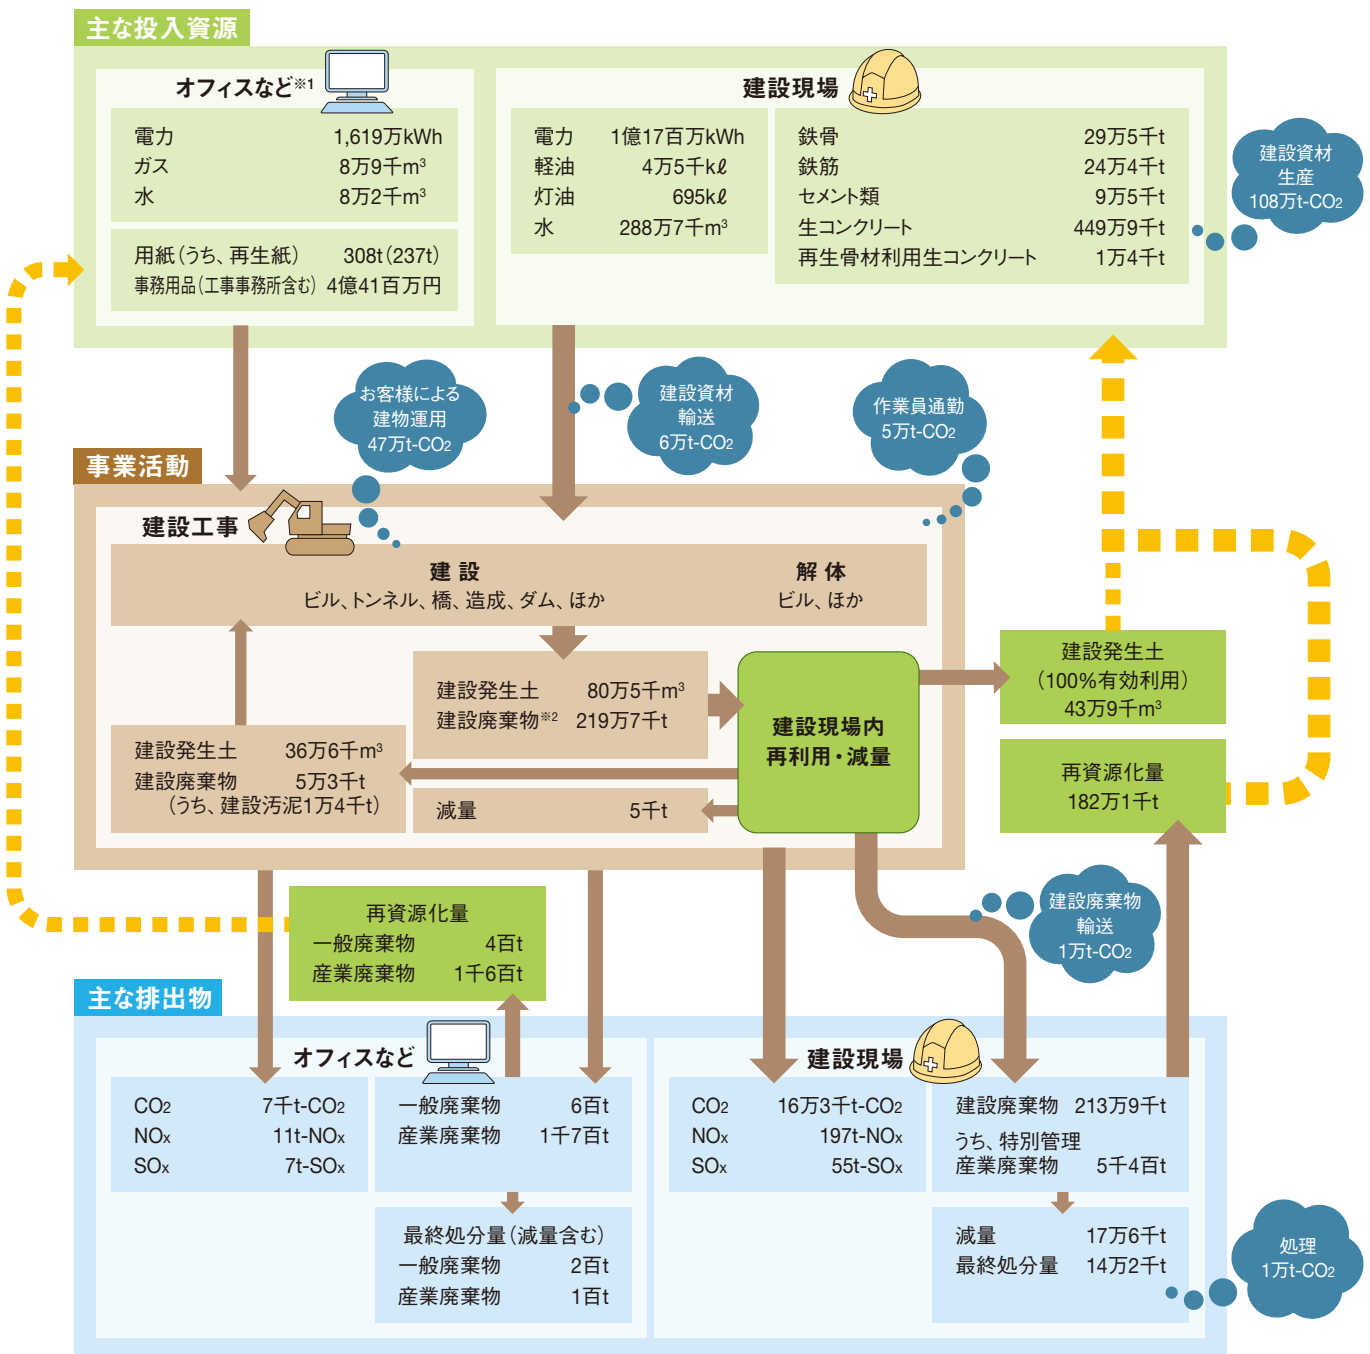 主な投入資源
オフィスなど※1
電力 1,619万kWh
ガス 8万9千m³
水 8万2千m³
用紙(うち、再生紙) 308t(237t)
事務用品(工事事務所含む) 4億41百万円
建設現場
電力 1億17百万kWh
軽油 4万5千kℓ
灯油 695kℓ
水 288万7千m³
鉄骨 29万5千t
鉄筋 24万4千t
セメント類 9万5千t
生コンクリート 449万9千t
再生骨材利用生コンクリート 1万4千t
建設資材
生産
108万t-CO2
お客様による
建物運用
47万t-CO2
建設資材
輸送
6万t-CO2
作業員通勤
5万t-CO2
事業活動
建設工事
建設
ビル、トンネル、橋、造成、ダム、ほか
解体
ビル、ほか
建設発生土 80万5千m³
建設廃棄物※2 219万7千t
建設現場内
再利用・減量
建設発生土 36万6千m³
建設廃棄物 5万3千t
(うち、建設汚泥1万4千t)
減量 5千t
建設発生土
(100%有効利用)
43万9千m³
再資源化量
182万1千t
再資源化量
一般廃棄物 4百t
産業廃棄物 1千6百t
建設廃棄物
輸送
1万t-CO2
主な排出物
オフィスなど
CO2 7千t-CO2
NOx 11t-NOx
SOx 7t-SOx
一般廃棄物 6百t
産業廃棄物 1千7百t
最終処分量(減量含む)
一般廃棄物 2百t
産業廃棄物 1百t
建設現場
CO2 16万3千t-CO2
NOx 197t-NOx
SOx 55t-SOx
建設廃棄物 213万9千t
うち、特別管理
産業廃棄物 5千4百t
減量 17万6千t
最終処分量 14万2千t
処理
1万t-CO2